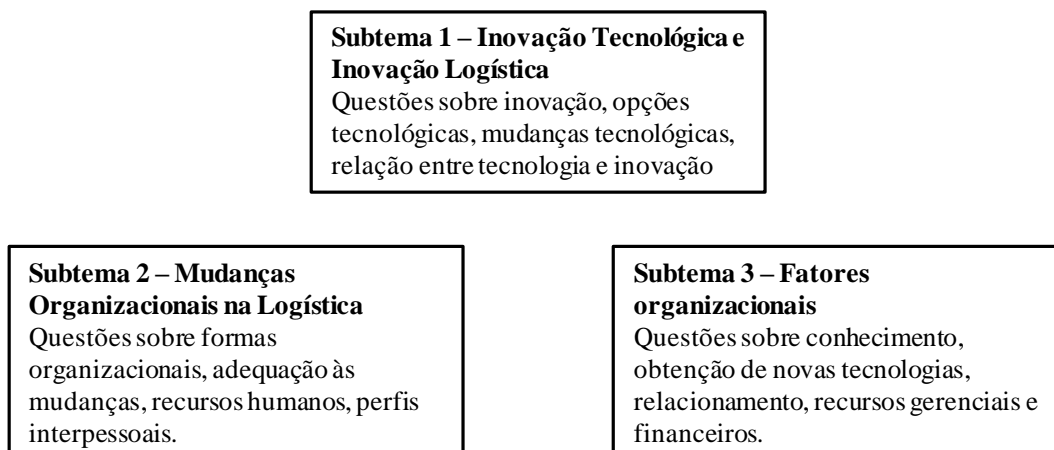 Subtema 1 – Inovação Tecnológica e
Inovação Logística
Questões sobre inovação, opções
tecnológicas, mudanças tecnológicas,
relação entre tecnologia e inovação
Subtema 2 – Mudanças
Organizacionais na Logística
Questões sobre formas
organizacionais, adequação às
mudanças, recursos humanos, perfis
interpessoais.
Subtema 3 – Fatores
organizacionais
Questões sobre conhecimento,
obtenção de novas tecnologias,
relacionamento, recursos gerenciais e
financeiros.